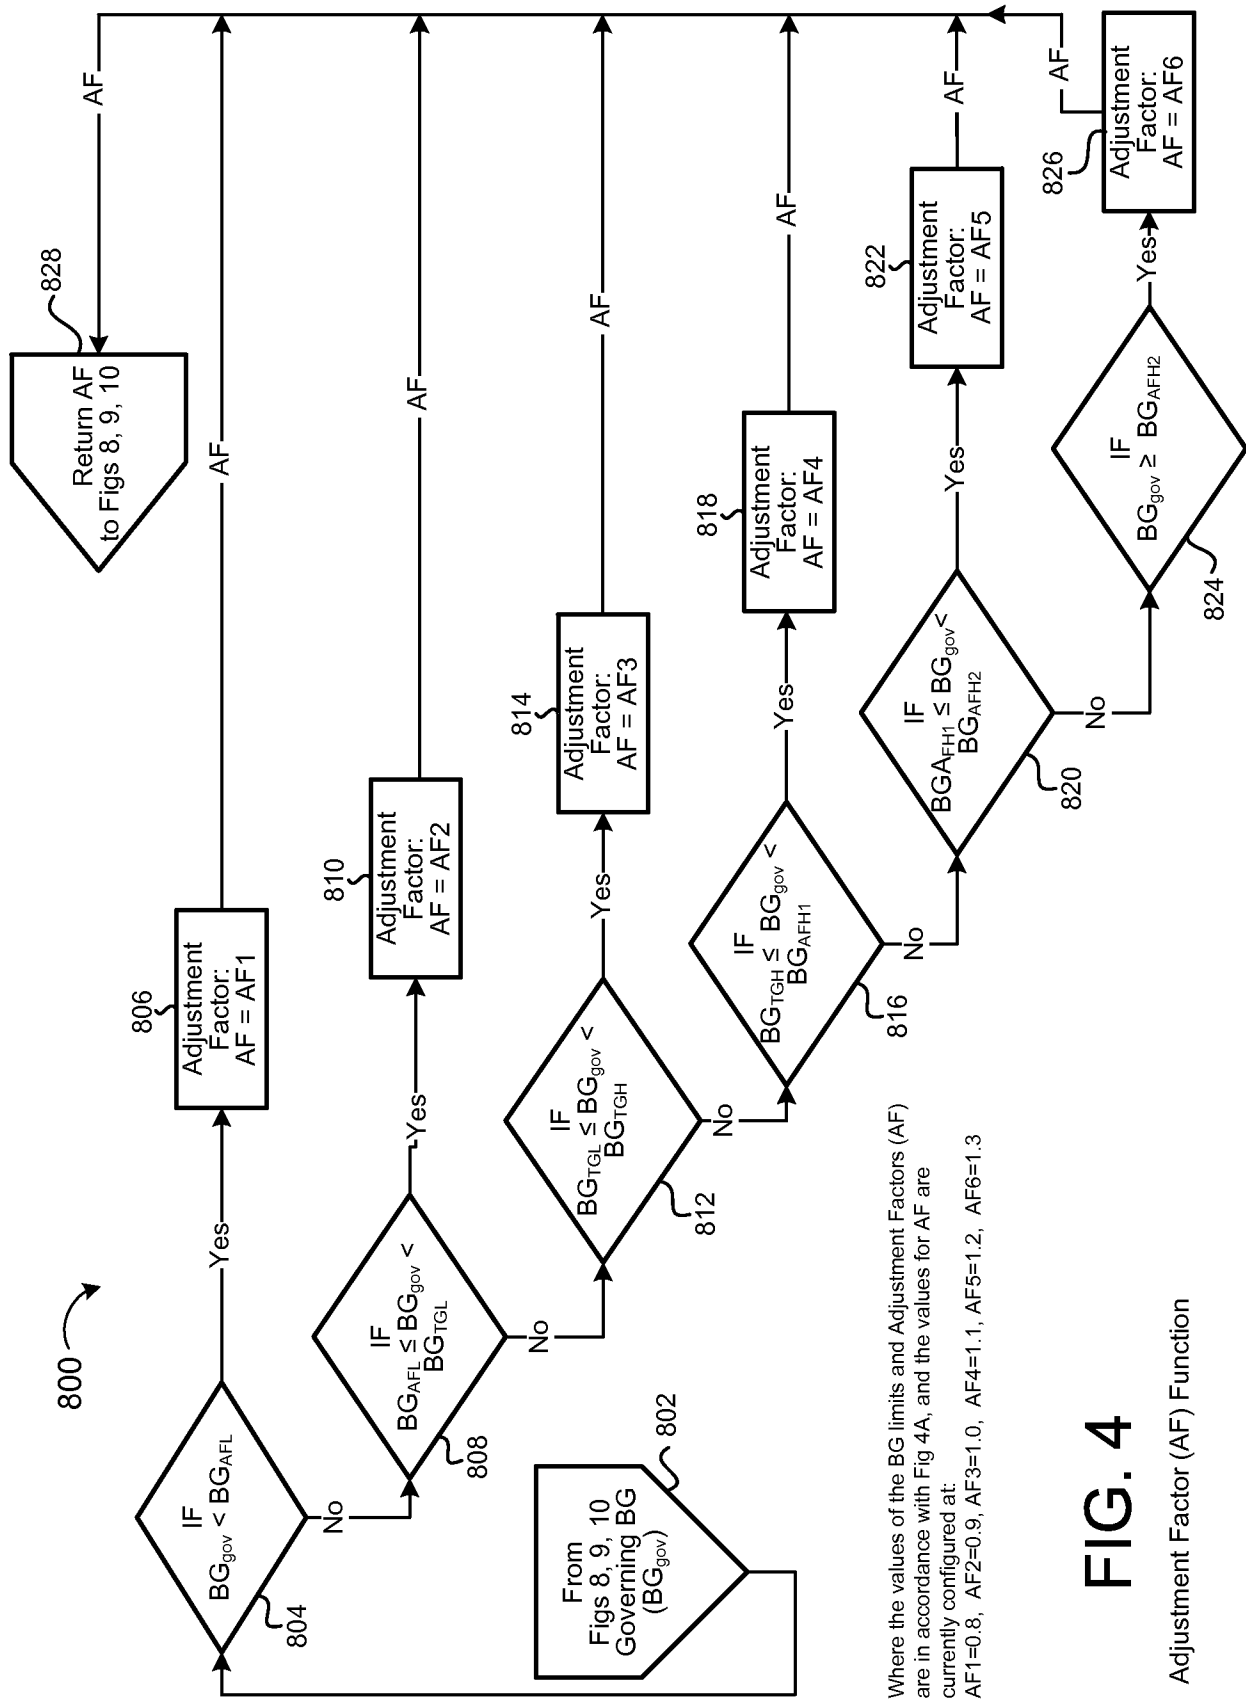 800
IF
BGgov < BGAFL
804
Yes
No
Adjustment
Factor:
AF = AF1
806
AF
AF
Return AF
to Figs 8, 9, 10
828
IF
BGAFL ≤ BGgov <
BGTGL
808
Yes
No
Adjustment
Factor:
AF = AF2
810
AF
From
Figs 8, 9, 10
Governing BG
(BGgov)
802
IF
BGTGL ≤ BGgov <
BGTGH
812
Yes
No
Adjustment
Factor:
AF = AF3
814
AF
IF
BGTGH ≤ BGgov <
BGAFH1
816
Yes
No
Adjustment
Factor:
AF = AF4
818
AF
IF
BGAFH1 ≤ BGgov <
BGAFH2
820
Yes
No
Adjustment
Factor:
AF = AF5
822
AF
IF
BGgov ≥ BGAFH2
824
Yes
Adjustment
Factor:
AF = AF6
826
AF
Where the values of the BG limits and Adjustment Factors (AF)
are in accordance with Fig 4A, and the values for AF are
currently configured at:
AF1=0.8, AF2=0.9, AF3=1.0, AF4=1.1, AF5=1.2, AF6=1.3
FIG. 4
Adjustment Factor (AF) Function